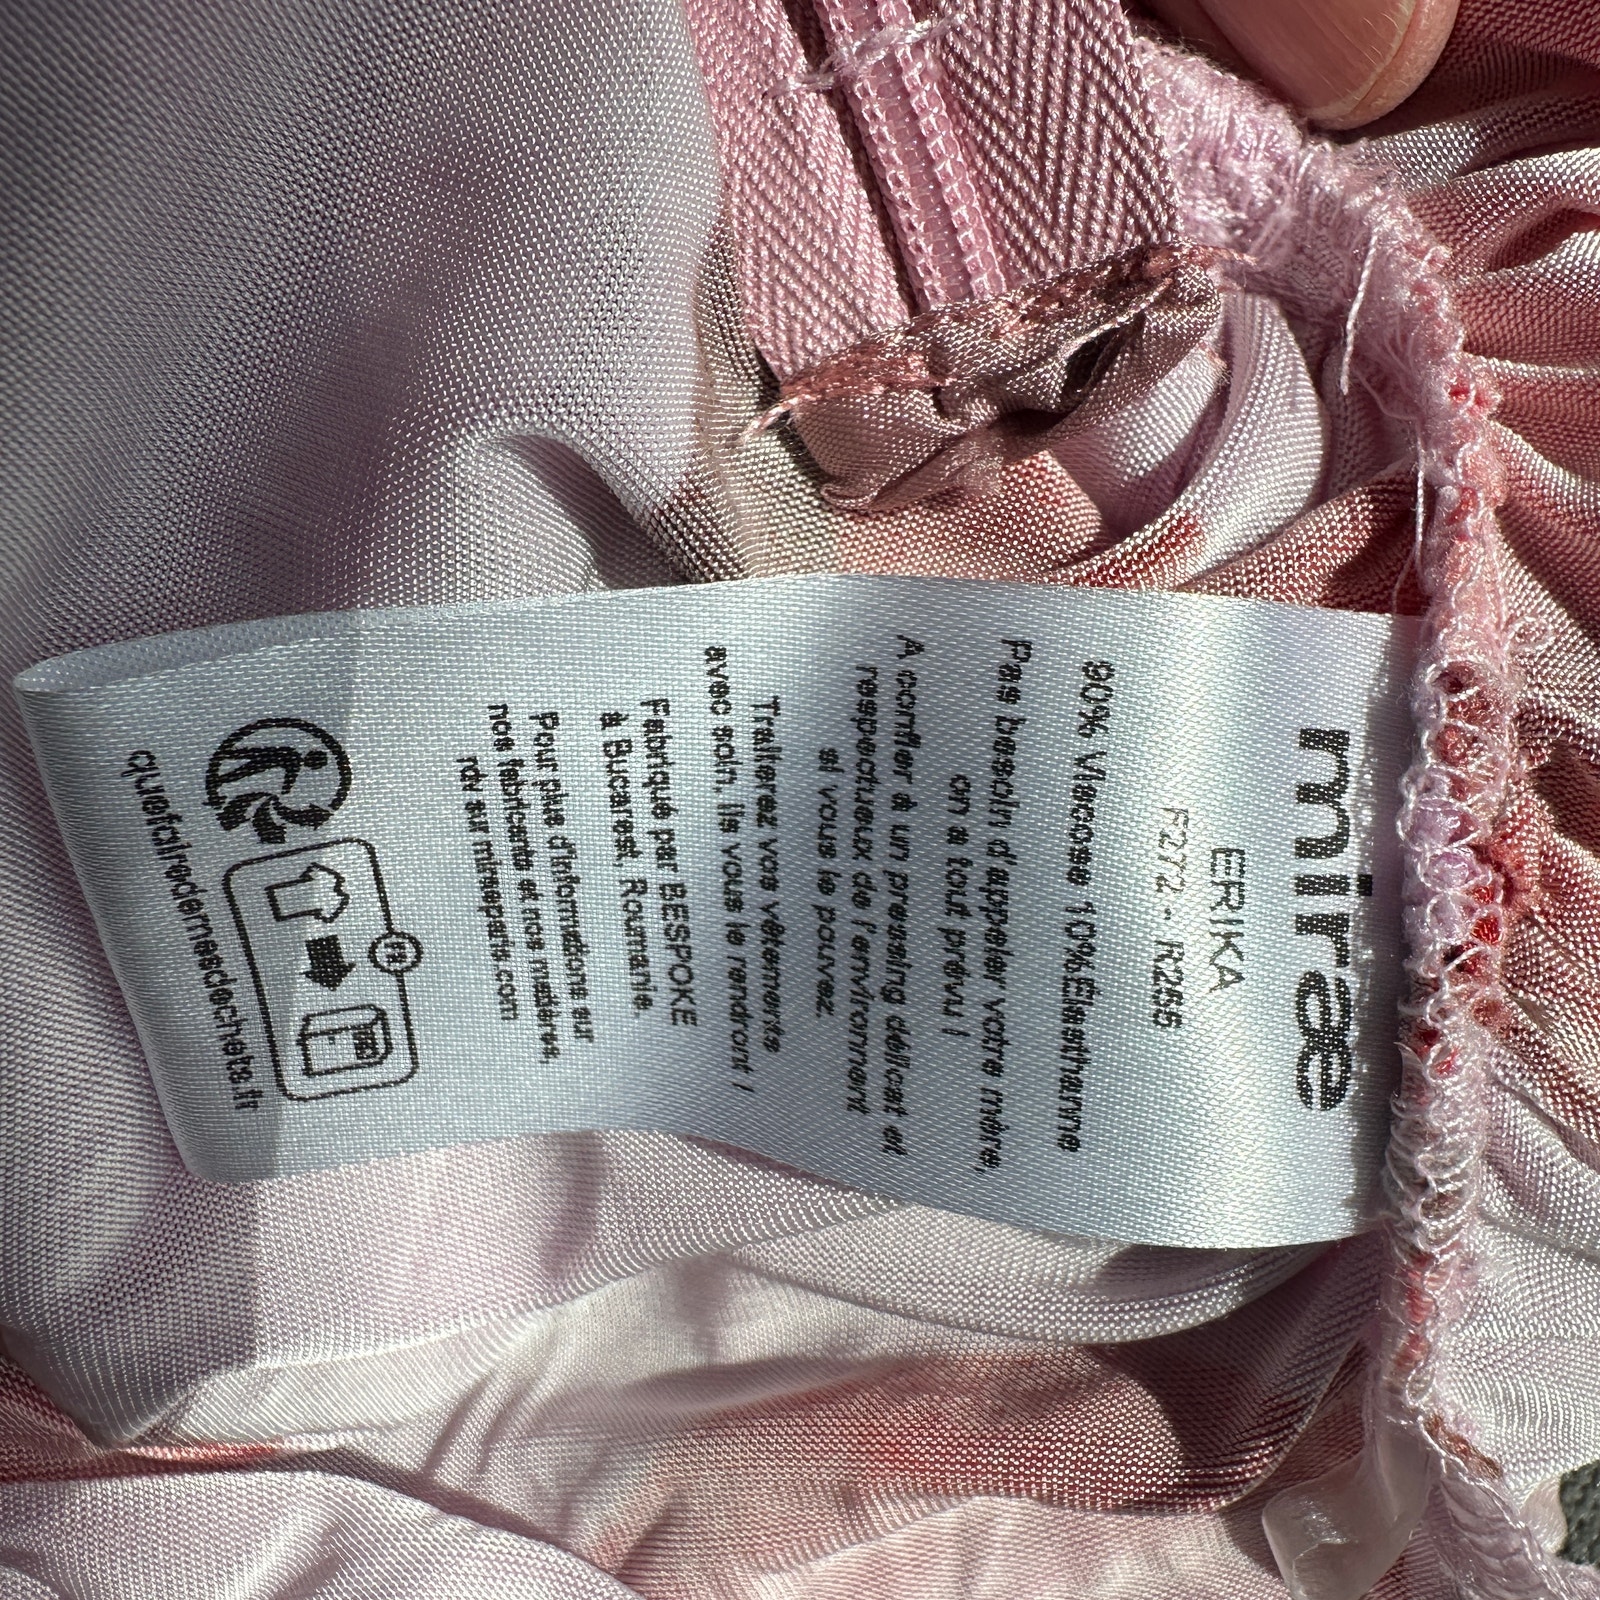 mirae
ERIKA
F272 - R255
90% Viscose 10%Elasthanne
Pas besoin d'appeler votre mère,
on a tout prévu !
A confier à un pressing délicat et
respectueux de l'environnent
si vous le pouvez
Traiterez vos vêtements
avec soin, ils vous le rendront !
Fabriqué par BESPOKE
à Bucarest, Roumanie.
Pour plus d'informations sur
nos fabricants et nos matières,
rdv sur miraeparis.com
FR
quefairedemesdechets.fr